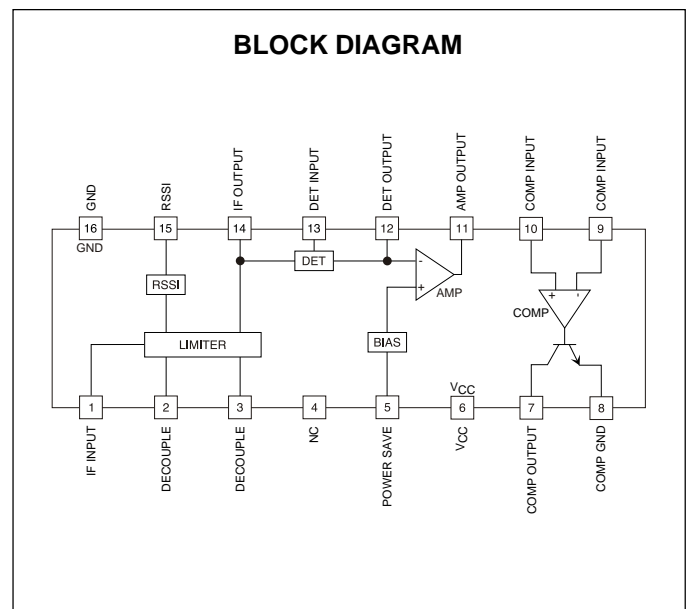 BLOCK DIAGRAM
GND
RSSI
IF OUTPUT
DET INPUT
DET OUTPUT
AMP OUTPUT
COMP INPUT
COMP INPUT
16
15
14
13
12
11
10
9
GND
DET
-
+
AMP
RSSI
+
-
COMP
LIMITER
BIAS
VCC
1
2
3
4
5
6
7
8
IF INPUT
DECOUPLE
DECOUPLE
NC
POWER SAVE
VCC
COMP OUTPUT
COMP GND